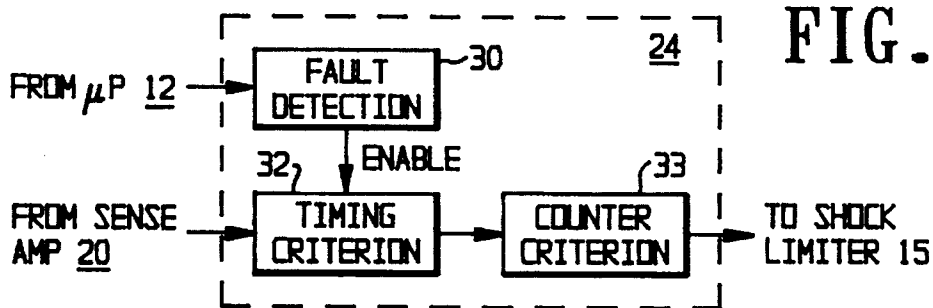 FIG.
24
FROM μP 12
FAULT
DETECTION
30
ENABLE
32
33
FROM SENSE
AMP 20
TIMING
CRITERION
COUNTER
CRITERION
TO SHOCK
LIMITER 15